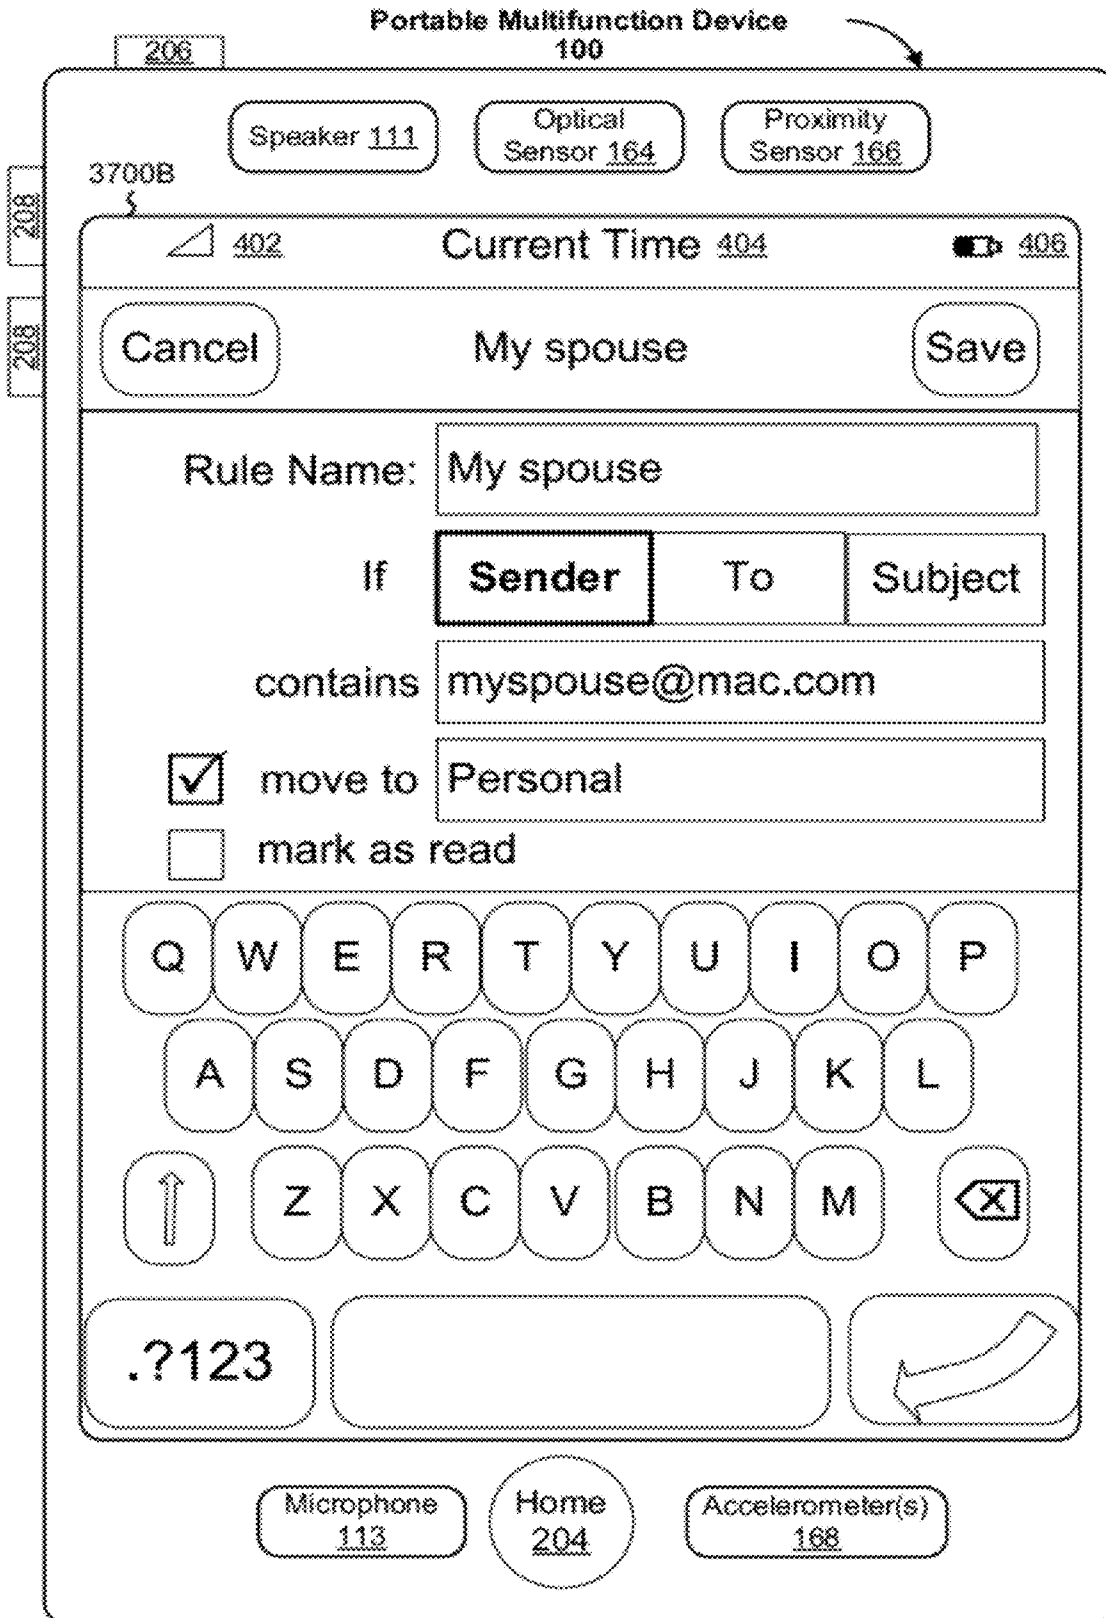 Portable Multifunction Device
100
206
Speaker 111
Optical
Sensor 164
Proximity
Sensor 166
3700B
208
208
402 Current Time 404 406
Cancel My spouse Save
Rule Name: My spouse
If Sender To Subject
contains myspouse@mac.com
move to Personal
mark as read
Q W E R T Y U I O P
A S D F G H J K L
Z X C V B N M X
.?123
Microphone
113
Home
204
Accelerometer(s)
168